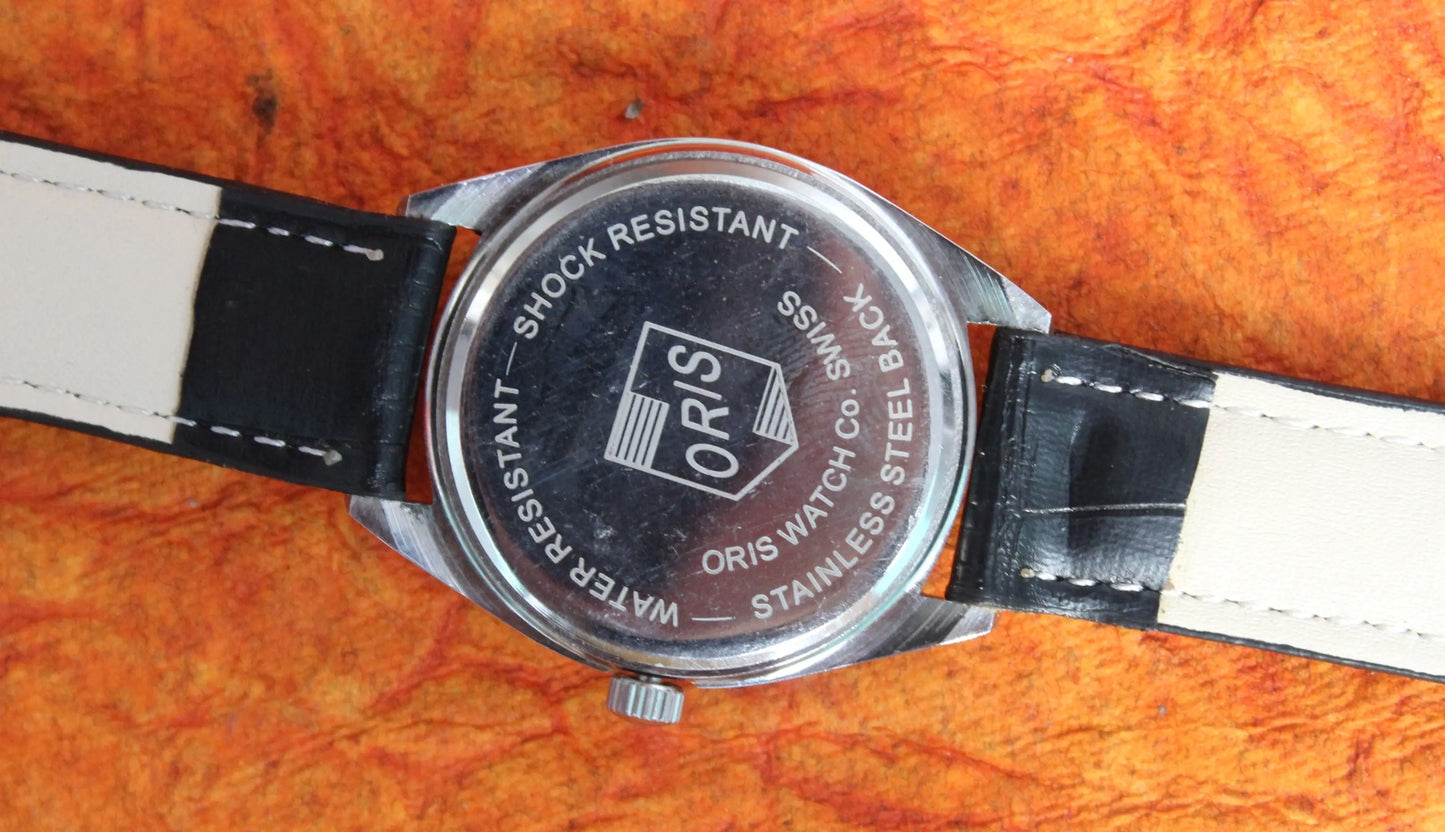 SHOCK RESISTANT
STAINLESS STEEL BACK
WATER RESISTANT
ORIS WATCH Co. SWISS
ORIS